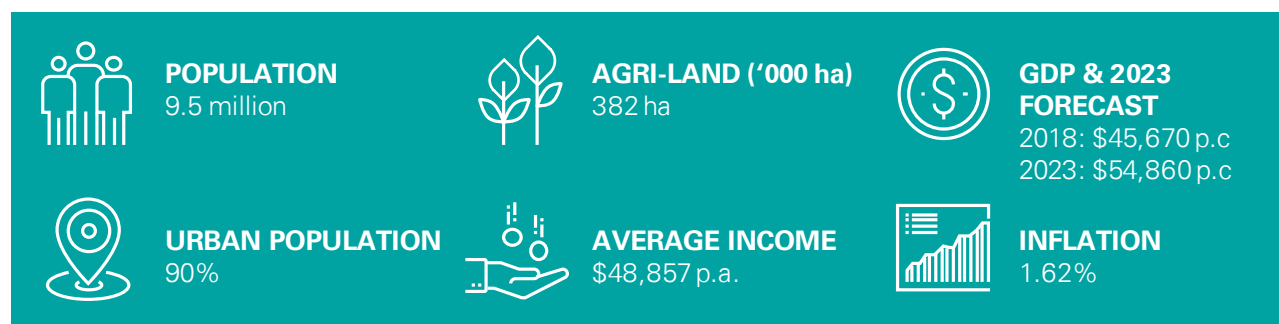 POPULATION
9.5 million
AGRI-LAND (‘000 ha)
382 ha
GDP & 2023
FORECAST
2018: $45,670 p.c
2023: $54,860 p.c
URBAN POPULATION
90%
AVERAGE INCOME
$48,857 p.a.
INFLATION
1.62%